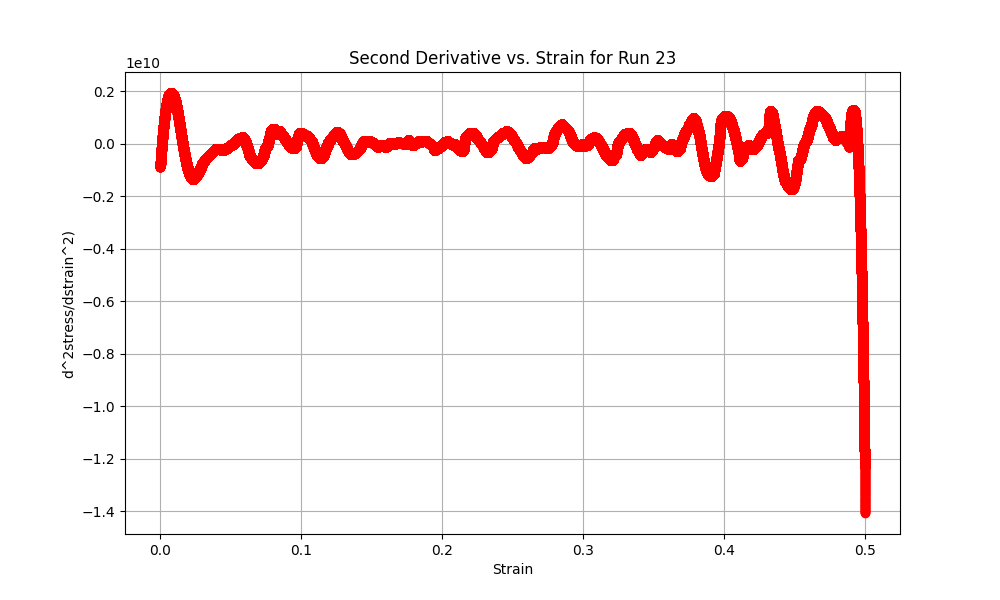 Second Derivative vs. Strain for Run 23
1e10
0.2
0.0
−0.2
−0.4
−0.6
−0.8
−1.0
−1.2
−1.4
d^2stress/dstrain^2)
0.0 0.1 0.2 0.3 0.4 0.5
Strain